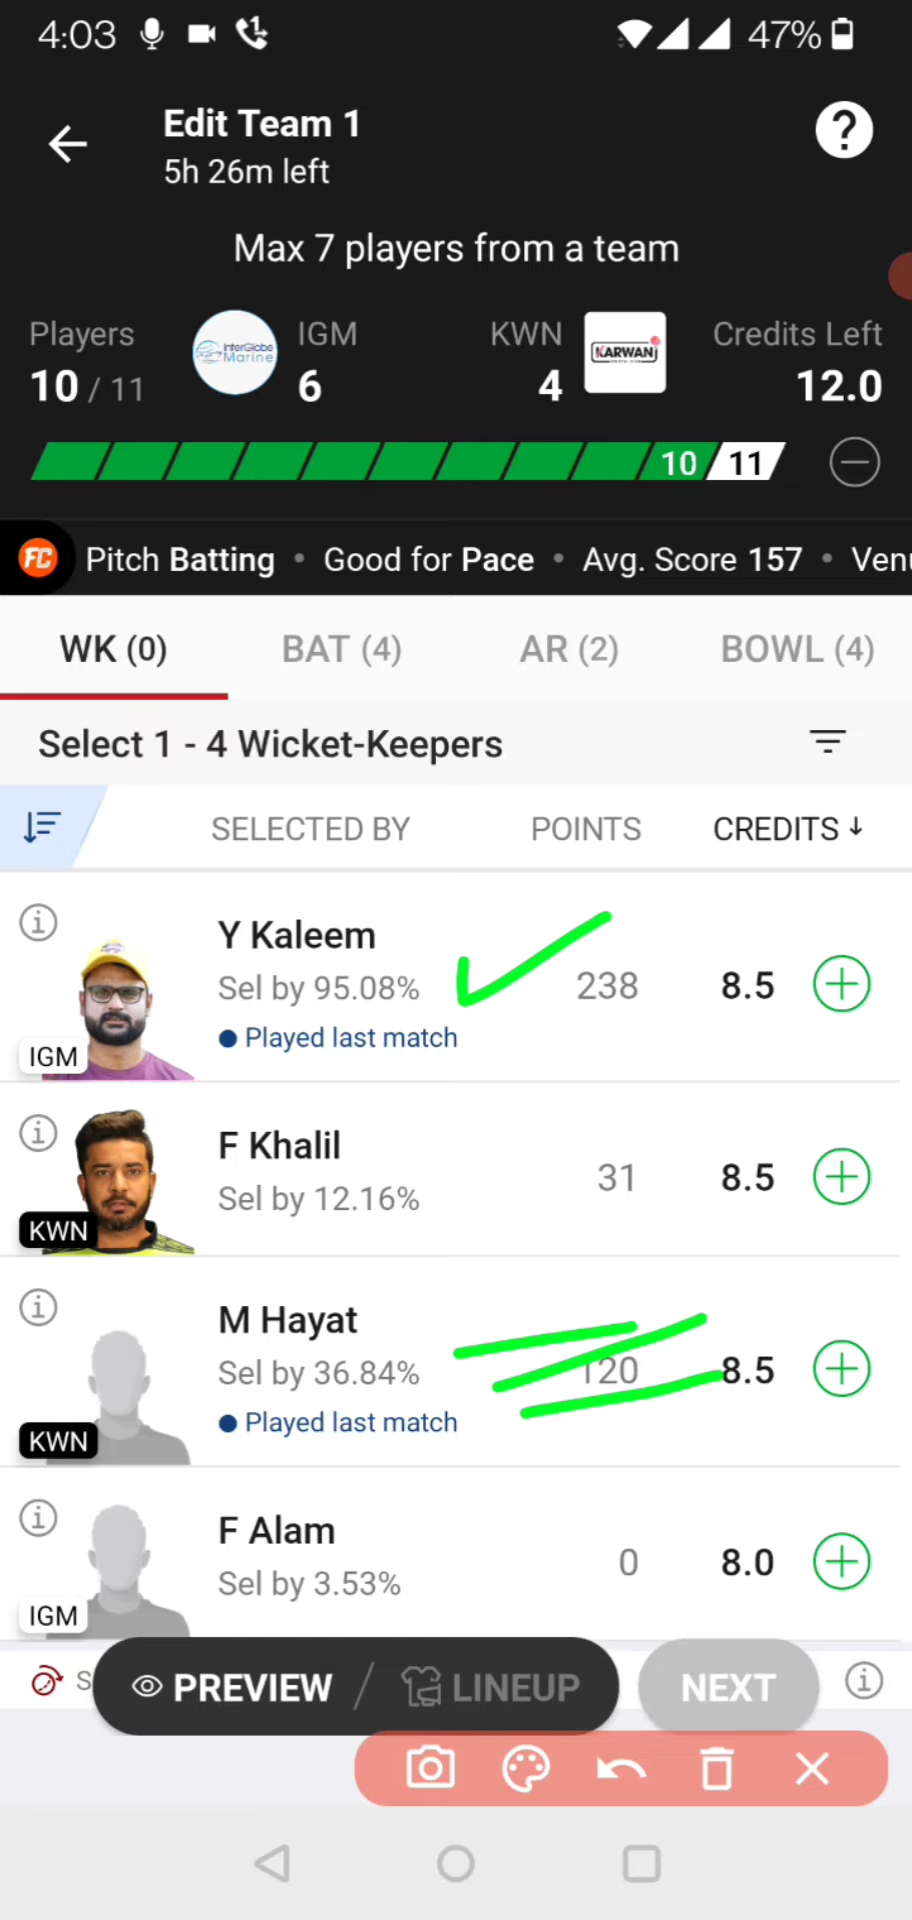 4:03 47%
Edit Team 1
5h 26m left
Max 7 players from a team
Players IGM KWN Credits Left
InterGlobe
Marine
KARWAN
10 / 11 6 4 12.0
10 11
FC Pitch Batting • Good for Pace • Avg. Score 157 • Venu
WK (0) BAT (4) AR (2) BOWL (4)
Select 1 - 4 Wicket-Keepers
SELECTED BY POINTS CREDITS ↓
Y Kaleem
Sel by 95.08% 238 8.5
Played last match
IGM
F Khalil
Sel by 12.16% 31 8.5
KWN
M Hayat
Sel by 36.84% 120 8.5
Played last match
KWN
F Alam
Sel by 3.53% 0 8.0
IGM
S PREVIEW / LINEUP NEXT